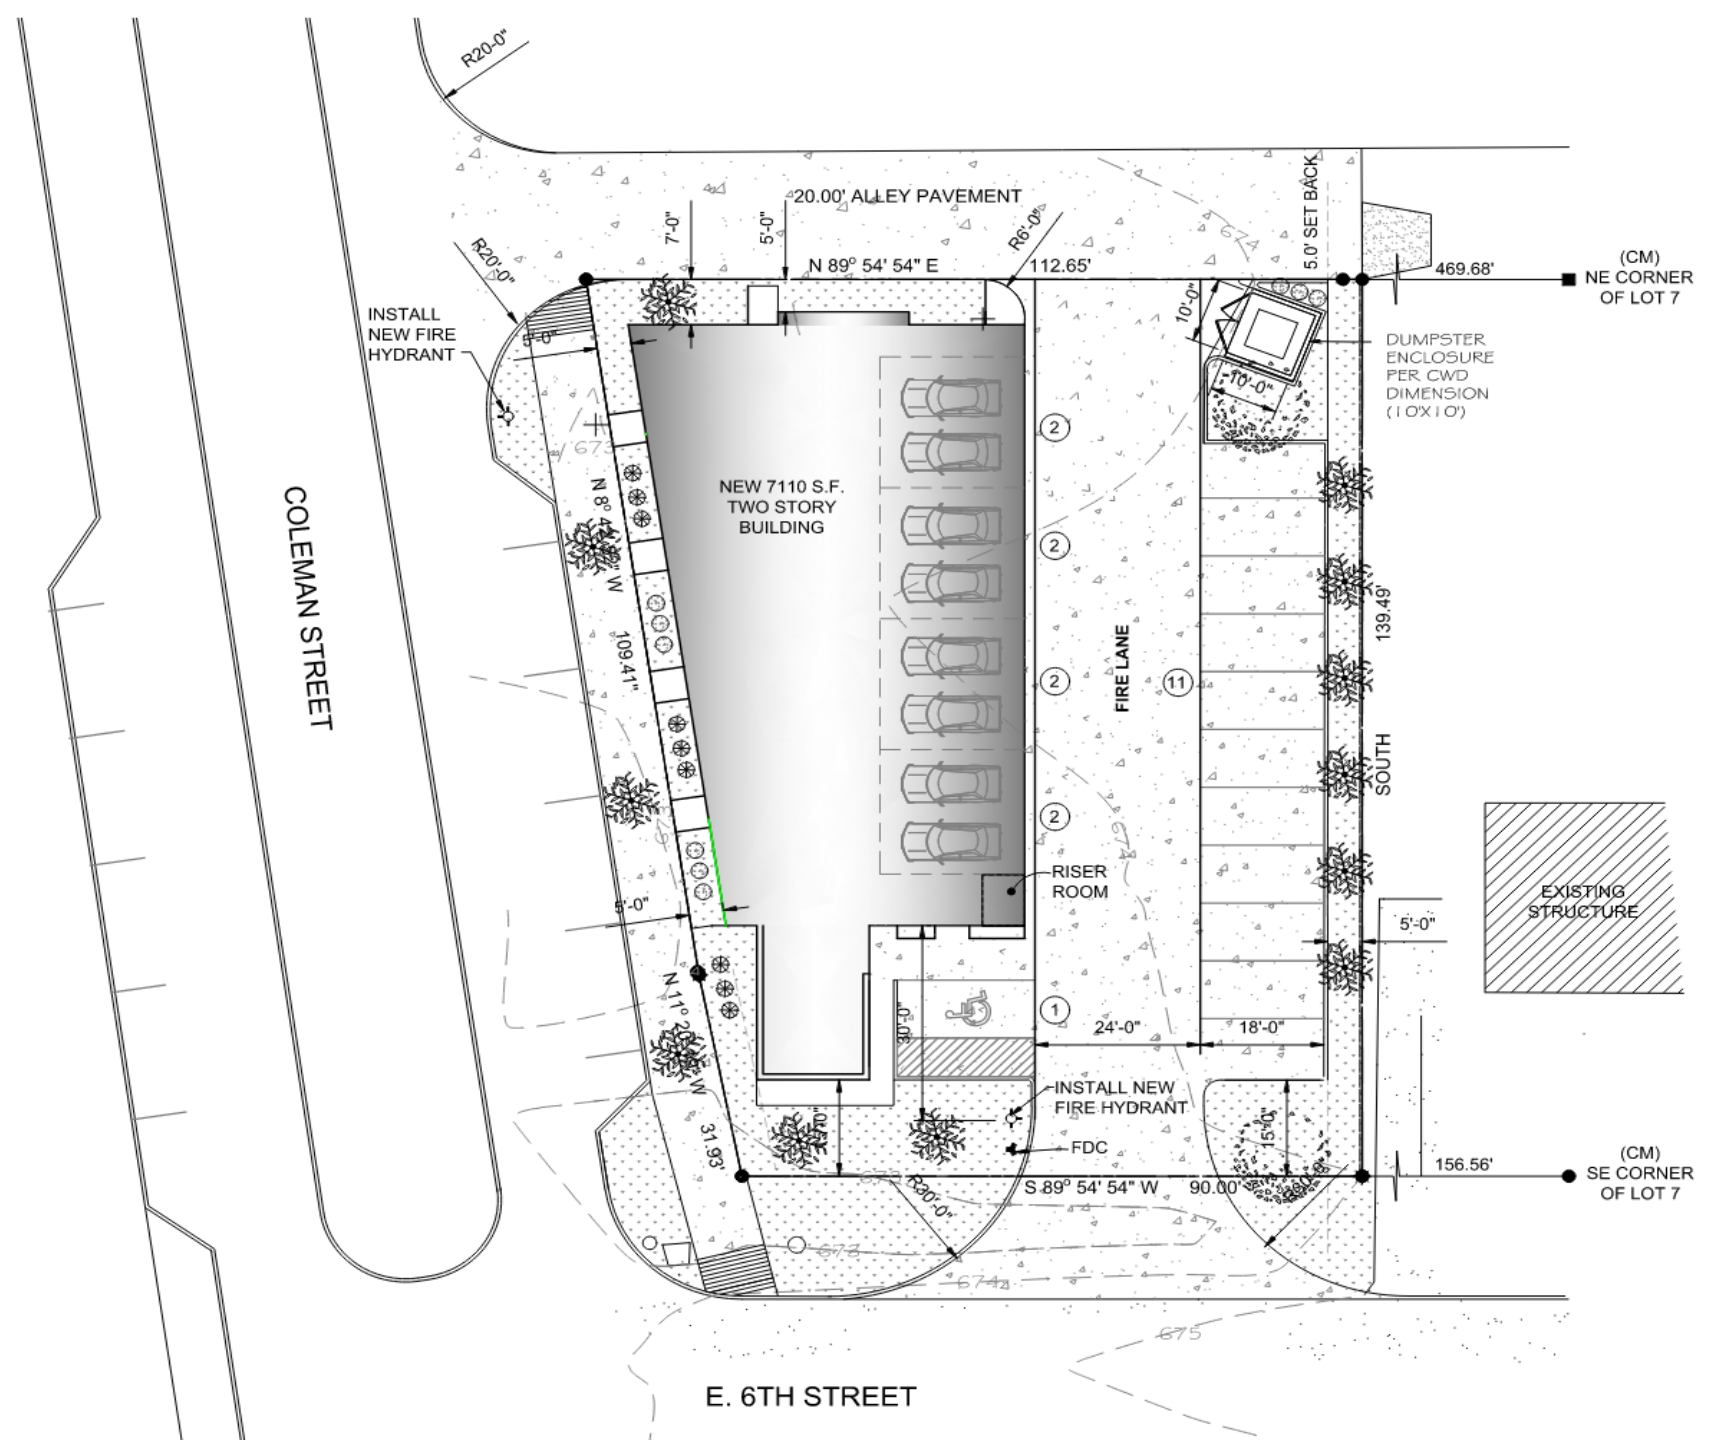 R20-0"
20.00' ALLEY PAVEMENT
7'-0"
5'-0"
R6'-0"
674
5.0' SET BACK
R20'-0"
N 89° 54' 54" E
112.65'
469.68'
(CM)
NE CORNER
OF LOT 7
INSTALL
NEW FIRE
HYDRANT
5'-0"
10'-0"
10'-0"
DUMPSTER
ENCLOSURE
PER CWD
DIMENSION
(10'X10')
673
2
NEW 7110 S.F.
TWO STORY
BUILDING
COLEMAN STREET
N 8°
W
109.41"
2
2
FIRE LANE
11
139.49'
SOUTH
2
RISER
ROOM
EXISTING
STRUCTURE
5'-0"
5'-0"
N 11°
W
31.93'
30'-0"
1
24'-0"
18'-0"
INSTALL NEW
FIRE HYDRANT
FDC
15'-0"
S 89° 54' 54" W
90.00'
R30'-0"
156.56'
(CM)
SE CORNER
OF LOT 7
673
674
675
E. 6TH STREET